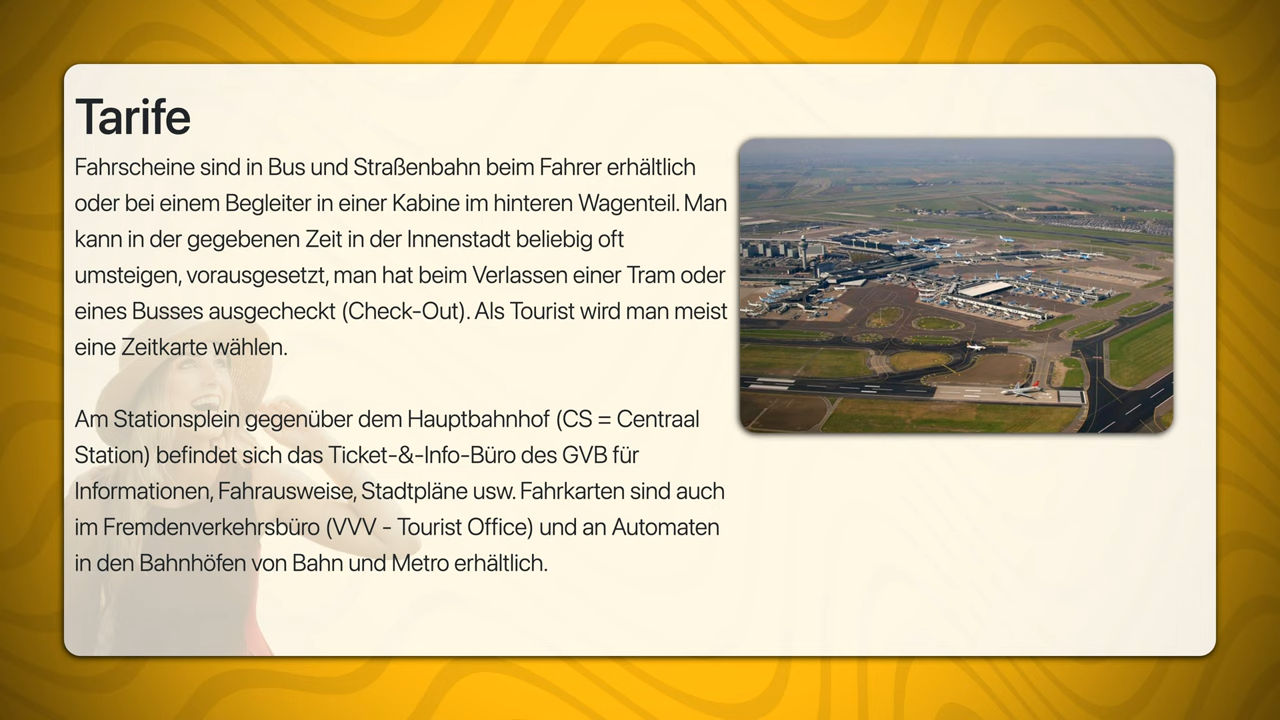 Tarife
Fahrscheine sind in Bus und Straßenbahn beim Fahrer erhältlich
oder bei einem Begleiter in einer Kabine im hinteren Wagenteil. Man
kann in der gegebenen Zeit in der Innenstadt beliebig oft
umsteigen, vorausgesetzt, man hat beim Verlassen einer Tram oder
eines Busses ausgecheckt (Check-Out). Als Tourist wird man meist
eine Zeitkarte wählen.
Am Stationsplein gegenüber dem Hauptbahnhof (CS = Centraal
Station) befindet sich das Ticket-&-Info-Büro des GVB für
Informationen, Fahrausweise, Stadtpläne usw. Fahrkarten sind auch
im Fremdenverkehrsbüro (VVV - Tourist Office) und an Automaten
in den Bahnhöfen von Bahn und Metro erhältlich.